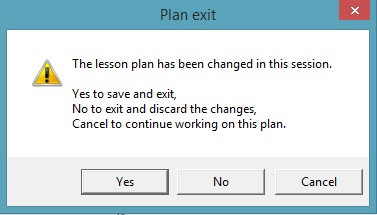 Plan exit
The lesson plan has been changed in this session.
Yes to save and exit,
No to exit and discard the changes,
Cancel to continue working on this plan.
Yes
No
Cancel